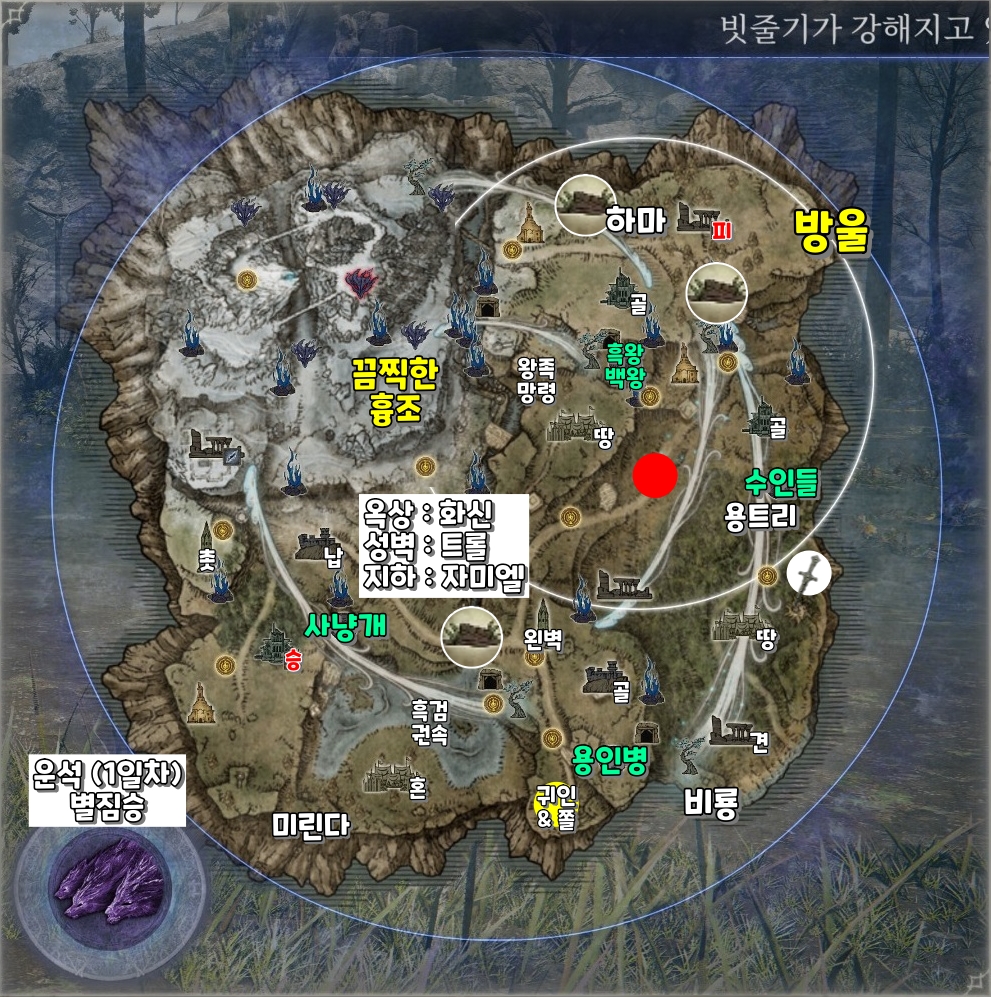 빗줄기가 강해지고
하마
피
방울
골
흑왕
백왕
왕족
망령
끔찍한
흉조
땅
골
수인들
용트리
옥상 : 화신
성벽 : 트롤
지하 : 자미엘
촛
납
사냥개
승
왼벽
땅
골
흑검
권속
견
용인병
혼
귀인
& 쫄
비룡
미린다
운석 (1일차)
별짐승